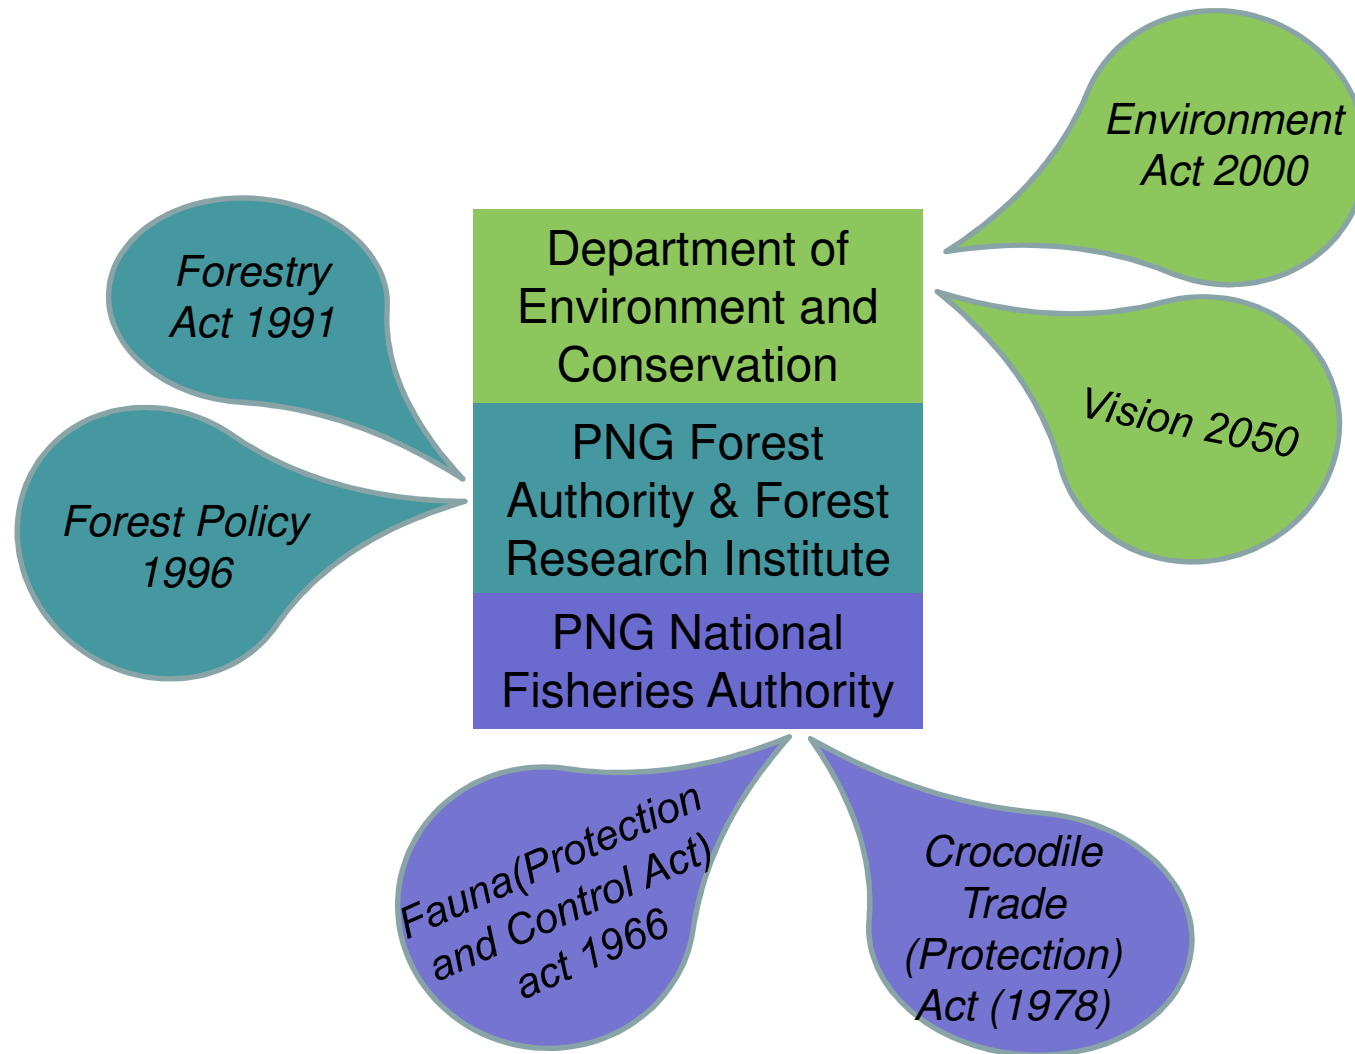 Environment
Act 2000
Forestry
Act 1991
Department of
Environment and
Conservation
Vision 2050
PNG Forest
Authority & Forest
Research Institute
Forest Policy
1996
PNG National
Fisheries Authority
Fauna(Protection
and Control Act)
act 1966
Crocodile
Trade
(Protection)
Act (1978)